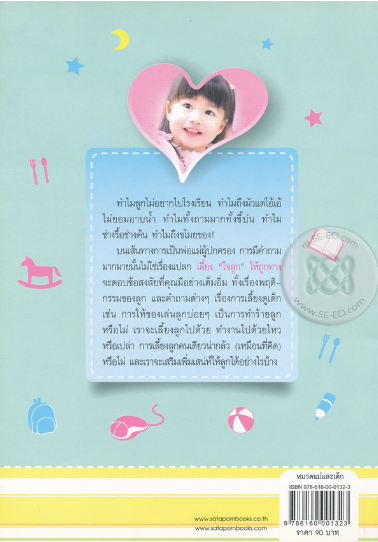 ทำไมลูกไม่อยากไปโรงเรียน ทำไมถึงมัวแต่โอ้เอ้
ไม่ยอมอาบน้ำ ทำไมทั้งถามมากทั้งขี้บ่น ทำไม
ช่างรื้อช่างค้น ทำไมถึงขโมยของ!
บนเส้นทางการเป็นพ่อแม่ผู้ปกครอง การมีคำถาม
มากมายนั้นไม่ใช่เรื่องแปลก เลี้ยง "ใจลูก" ให้ถูกทาง
จะตอบข้อสงสัยที่คุณมีอย่างเต็มอิ่ม ทั้งเรื่องพฤติ-
กรรมของลูก และคำถามต่างๆ เรื่องการเลี้ยงดูเด็ก
เช่น การให้ของเล่นลูกบ่อยๆ เป็นการทำร้ายลูก
หรือไม่ เราจะเลี้ยงลูกไปด้วย ทำงานไปด้วยไหว
หรือเปล่า การเลี้ยงลูกคนเดียวน่ากลัว (เหมือนที่คิด)
หรือไม่ และเราจะเสริมเพิ่มเสน่ห์ให้ลูกได้อย่างไรบ้าง
SE-ED.COM
หมวดแม่และเด็ก
ISBN 978-616-00-0132-3
9 786160 001323
ราคา 90 บาท
www.satapornbooks.co.th
www.satapornbooks.com